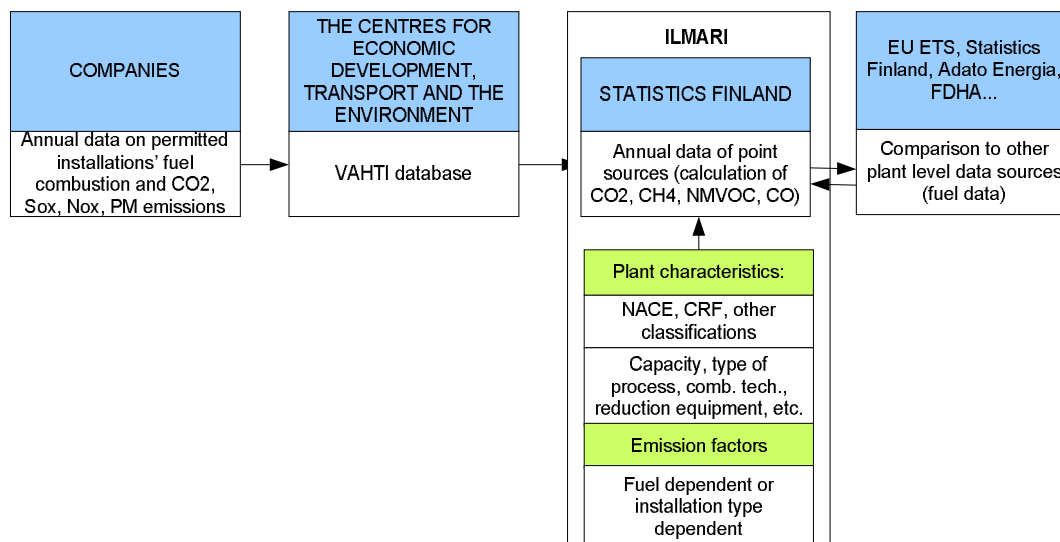 COMPANIES
Annual data on permitted
installations’ fuel
combustion and CO2,
Sox, Nox, PM emissions
THE CENTRES FOR
ECONOMIC
DEVELOPMENT,
TRANSPORT AND THE
ENVIRONMENT
VAHTI database
ILMARI
STATISTICS FINLAND
Annual data of point
sources (calculation of
CO2, CH4, NMVOC, CO)
EU ETS, Statistics
Finland, Adato Energia,
FDHA...
Comparison to other
plant level data sources
(fuel data)
Plant characteristics:
NACE, CRF, other
classifications
Capacity, type of
process, comb. tech.,
reduction equipment, etc.
Emission factors
Fuel dependent or
installation type
dependent